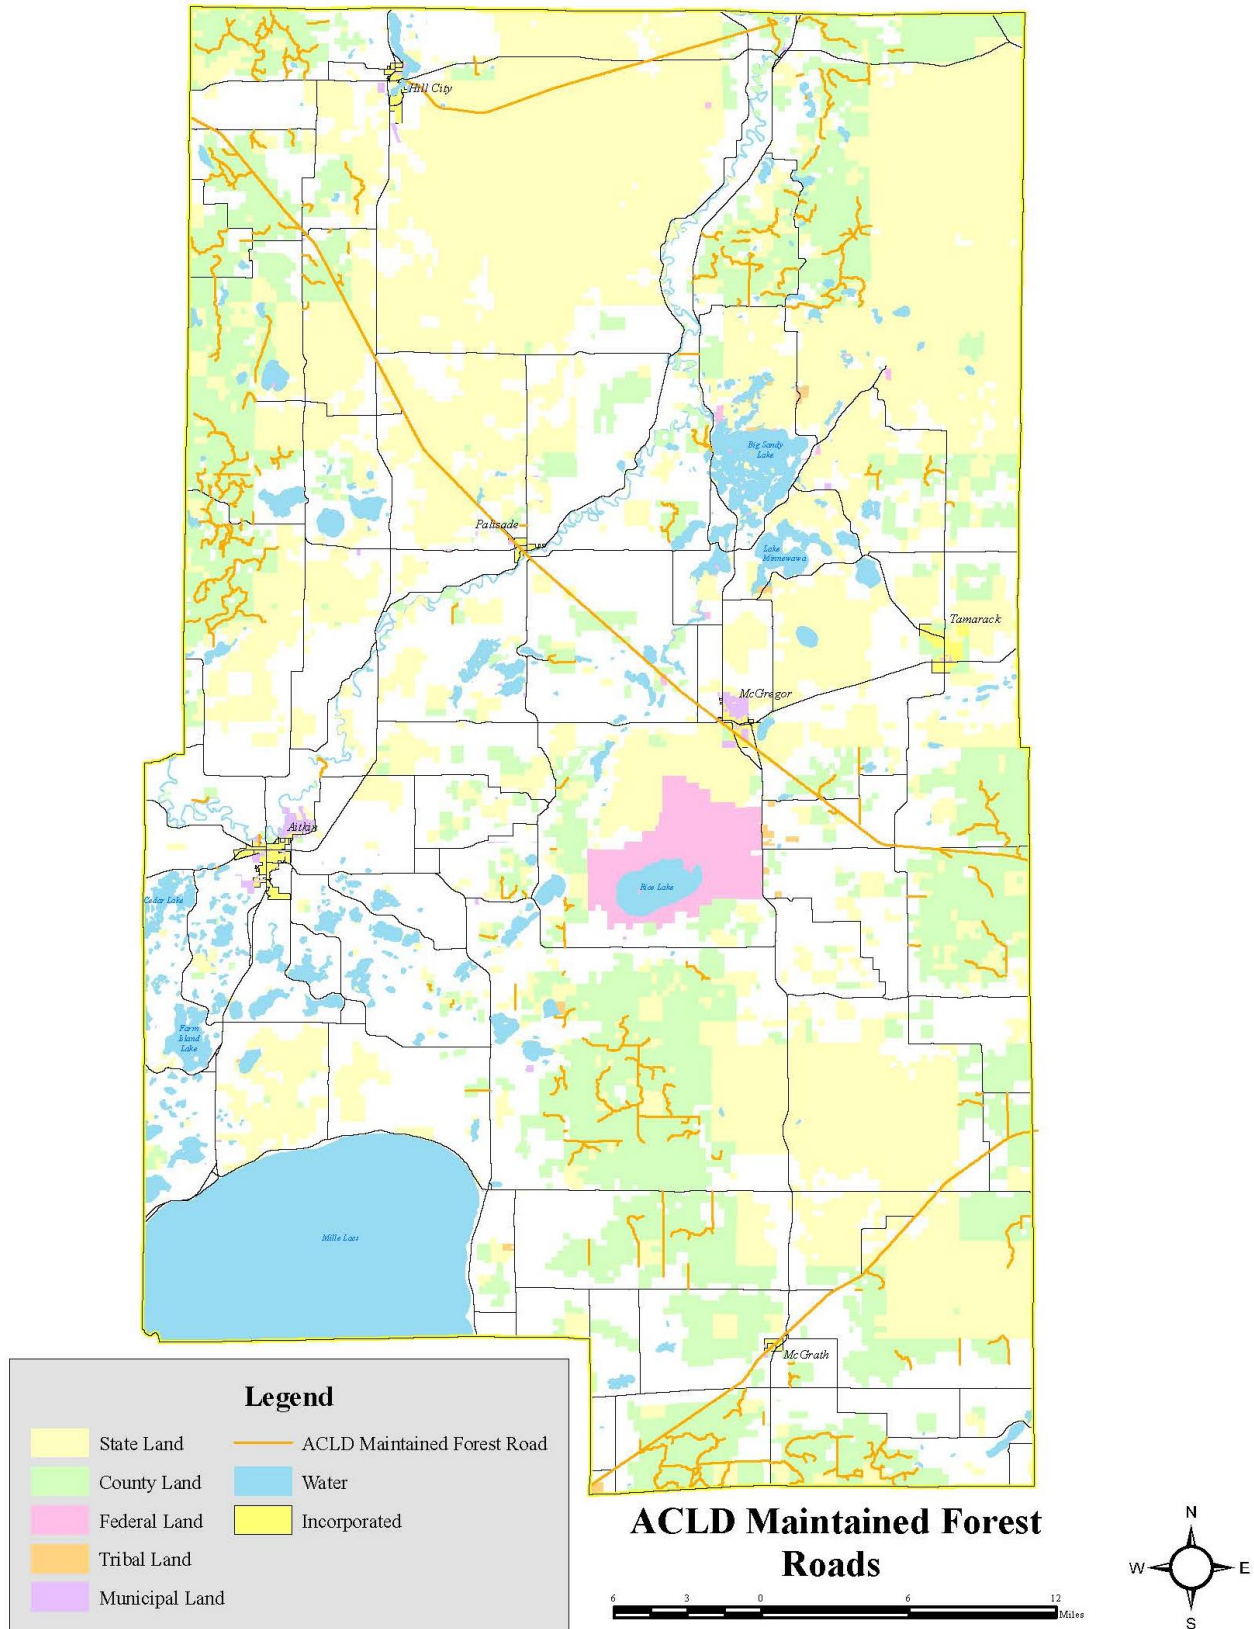 Hill City
Big Sandy
Lake
Palisade
Lake
Minnewawa
Tamarack
McGregor
Aitkin
Rice Lake
Cedar Lake
Farm
Island
Lake
Mille Lacs
McGrath
Legend
State Land
ACLD Maintained Forest Road
County Land
Water
Federal Land
Incorporated
Tribal Land
Municipal Land
ACLD Maintained Forest
Roads
6 3 0 6 12
Miles
N
W E
S